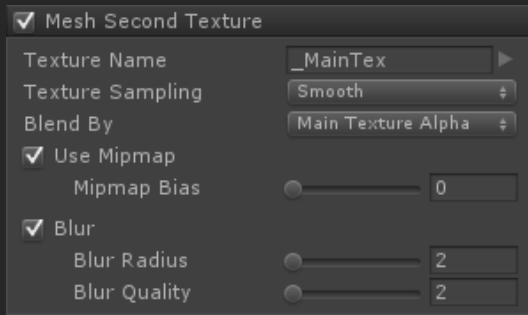 Mesh Second Texture
Texture Name _MainTex
Texture Sampling Smooth
Blend By Main Texture Alpha
Use Mipmap
Mipmap Bias 0
Blur
Blur Radius 2
Blur Quality 2